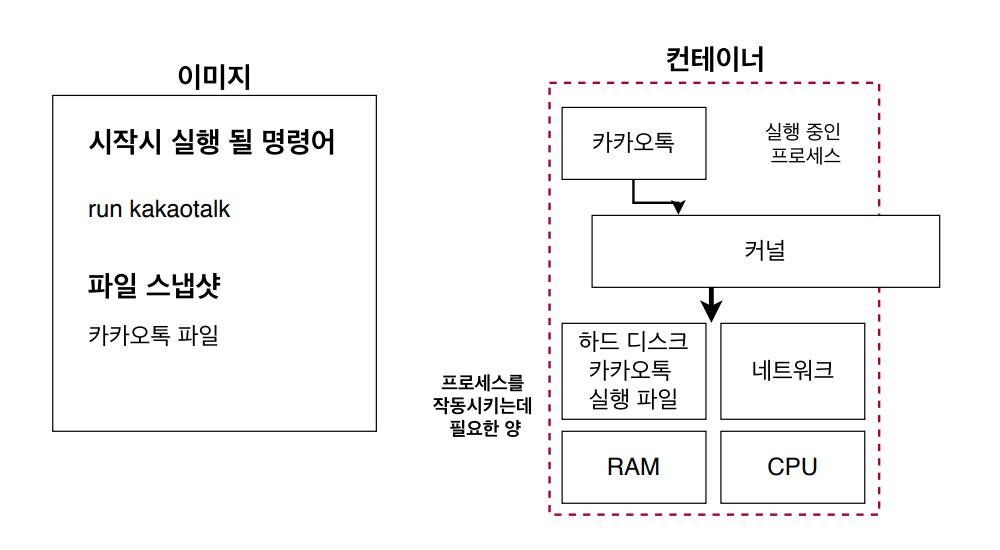 이미지
시작시 실행 될 명령어
run kakaotalk
파일 스냅샷
카카오톡 파일
컨테이너
카카오톡
실행 중인
프로세스
커널
하드 디스크
카카오톡
실행 파일
네트워크
프로세스를
작동시키는데
필요한 양
RAM
CPU